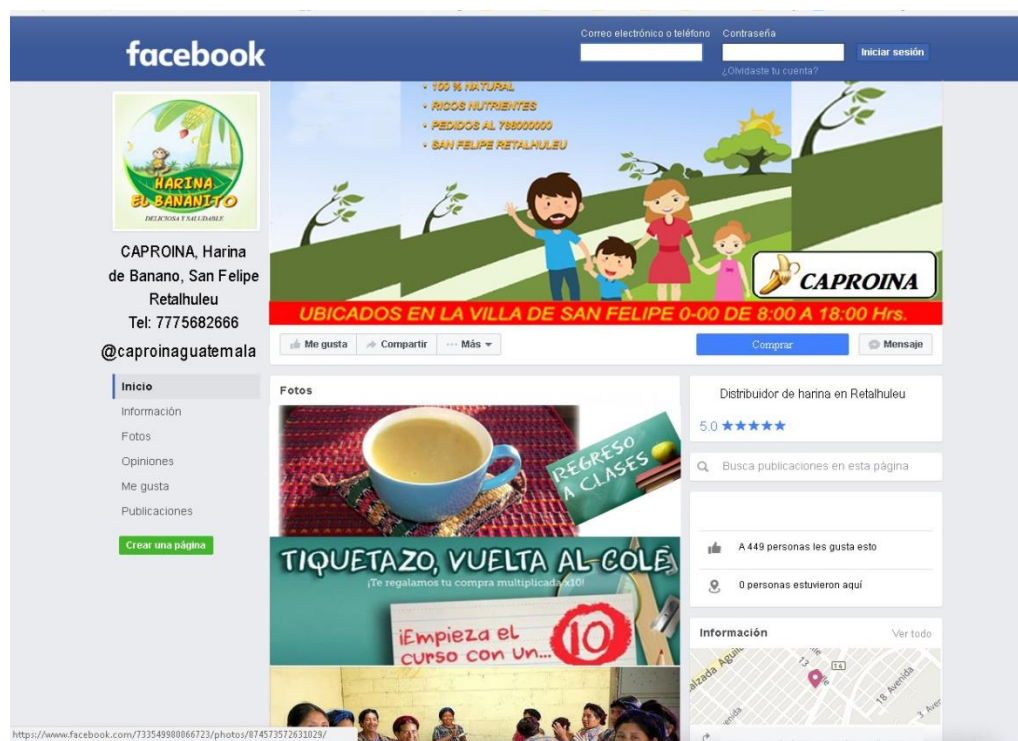 facebook
Correo electrónico o teléfono
Contraseña
Iniciar sesión
¿Olvidaste tu cuenta?
HARINA
EL BANANITO
DELICIOSA Y SALUDABLE
CAPROINA, Harina
de Banano, San Felipe
Retalhuleu
Tel: 7775682666
@caproinaguatemala
Inicio
Información
Fotos
Opiniones
Me gusta
Publicaciones
Crear una página
• 100 % NATURAL
• RICOS NUTRIENTES
• PEDIDOS AL 788000000
• SAN FELIPE RETALHULEU
CAPROINA
UBICADOS EN LA VILLA DE SAN FELIPE 0-00 DE 8:00 A 18:00 Hrs.
Me gusta
Compartir
Más
Comprar
Mensaje
Fotos
REGRESO
A CLASES
TIQUETAZO, VUELTA AL COLE
¡Te regalamos tu compra multiplicada x10!
¡Empieza el
curso con un...
10
Distribuidor de harina en Retalhuleu
5.0 ★★★★★
Busca publicaciones en esta página
A 449 personas les gusta esto
0 personas estuvieron aquí
Información
Ver todo
14
18 Avenida
https://www.facebook.com/733549980866723/photos/874573572631029/